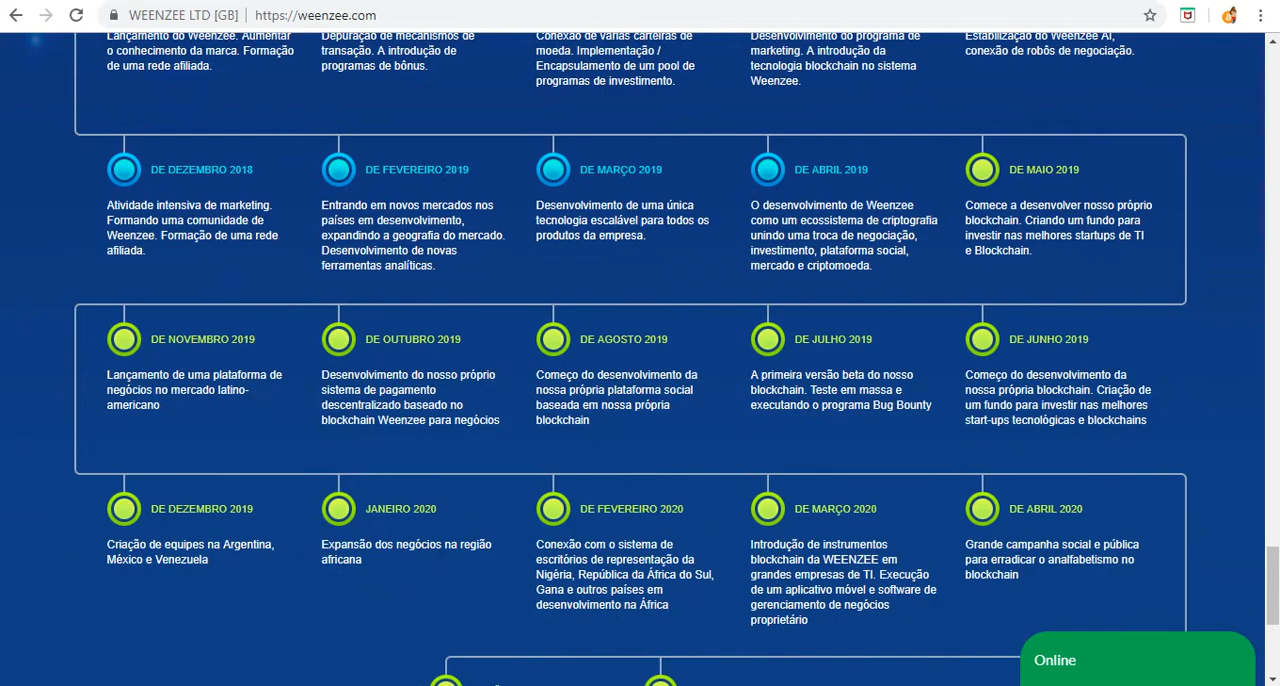 WEENZEE LTD [GB]
https://weenzee.com
Lançamento do Weenzee. Aumentar
o conhecimento da marca. Formação
de uma rede afiliada.
Depuração de mecanismos de
transação. A introdução de
programas de bônus.
Conexão de várias carteiras de
moeda. Implementação /
Encapsulamento de um pool de
programas de investimento.
Desenvolvimento do programa de
marketing. A introdução da
tecnologia blockchain no sistema
Weenzee.
Estabilização do Weenzee AI,
conexão de robôs de negociação.
DE DEZEMBRO 2018
Atividade intensiva de marketing.
Formando uma comunidade de
Weenzee. Formação de uma rede
afiliada.
DE FEVEREIRO 2019
Entrando em novos mercados nos
países em desenvolvimento,
expandindo a geografia do mercado.
Desenvolvimento de novas
ferramentas analíticas.
DE MARÇO 2019
Desenvolvimento de uma única
tecnologia escalável para todos os
produtos da empresa.
DE ABRIL 2019
O desenvolvimento de Weenzee
como um ecossistema de criptografia
unindo uma troca de negociação,
investimento, plataforma social,
mercado e criptomoeda.
DE MAIO 2019
Comece a desenvolver nosso próprio
blockchain. Criando um fundo para
investir nas melhores startups de TI
e Blockchain.
DE NOVEMBRO 2019
Lançamento de uma plataforma de
negócios no mercado latino-
americano
DE OUTUBRO 2019
Desenvolvimento do nosso próprio
sistema de pagamento
descentralizado baseado no
blockchain Weenzee para negócios
DE AGOSTO 2019
Começo do desenvolvimento da
nossa própria plataforma social
baseada em nossa própria
blockchain
DE JULHO 2019
A primeira versão beta do nosso
blockchain. Teste em massa e
executando o programa Bug Bounty
DE JUNHO 2019
Começo do desenvolvimento da
nossa própria blockchain. Criação de
um fundo para investir nas melhores
start-ups tecnológicas e blockchains
DE DEZEMBRO 2019
Criação de equipes na Argentina,
México e Venezuela
JANEIRO 2020
Expansão dos negócios na região
africana
DE FEVEREIRO 2020
Conexão com o sistema de
escritórios de representação da
Nigéria, República da África do Sul,
Gana e outros países em
desenvolvimento na África
DE MARÇO 2020
Introdução de instrumentos
blockchain da WEENZEE em
grandes empresas de TI. Execução
de um aplicativo móvel e software de
gerenciamento de negócios
proprietário
DE ABRIL 2020
Grande campanha social e pública
para erradicar o analfabetismo no
blockchain
Online